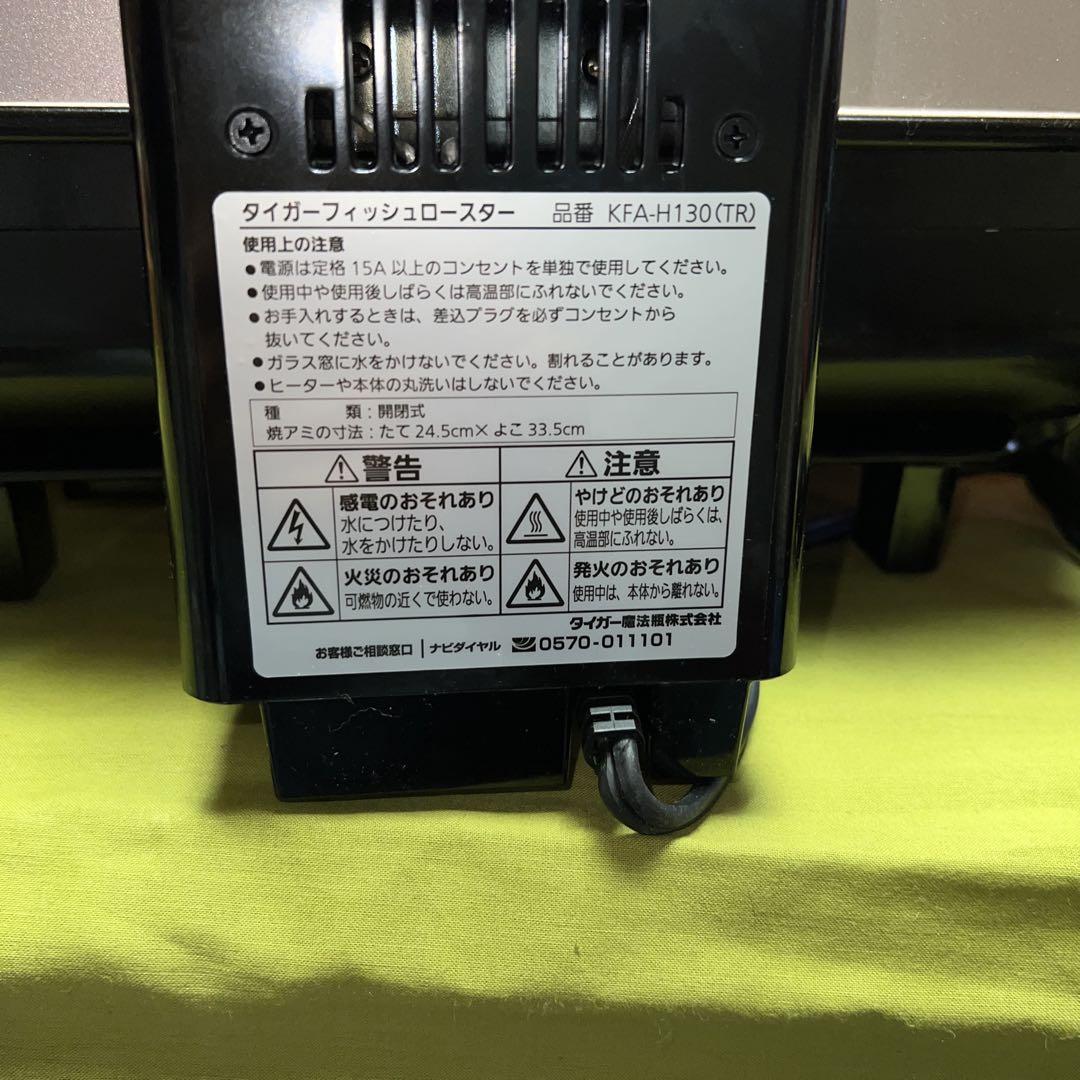 タイガーフィッシュロースター 品番 KFA-H130(TR)
使用上の注意
●電源は定格15A以上のコンセントを単独で使用してください。
●使用中や使用後しばらくは高温部にふれないでください。
●お手入れするときは、差込プラグを必ずコンセントから
抜いてください。
●ガラス窓に水をかけないでください。割れることがあります。
●ヒーターや本体の丸洗いはしないでください。
種 類：開閉式
焼アミの寸法：たて24.5cm×よこ33.5cm
⚠警告
感電のおそれあり
水につけたり、
水をかけたりしない。
火災のおそれあり
可燃物の近くで使わない。
⚠注意
やけどのおそれあり
使用中や使用後しばらくは、
高温部にふれない。
発火のおそれあり
使用中は、本体から離れない。
タイガー魔法瓶株式会社
お客様ご相談窓口 ナビダイヤル 0570-011101